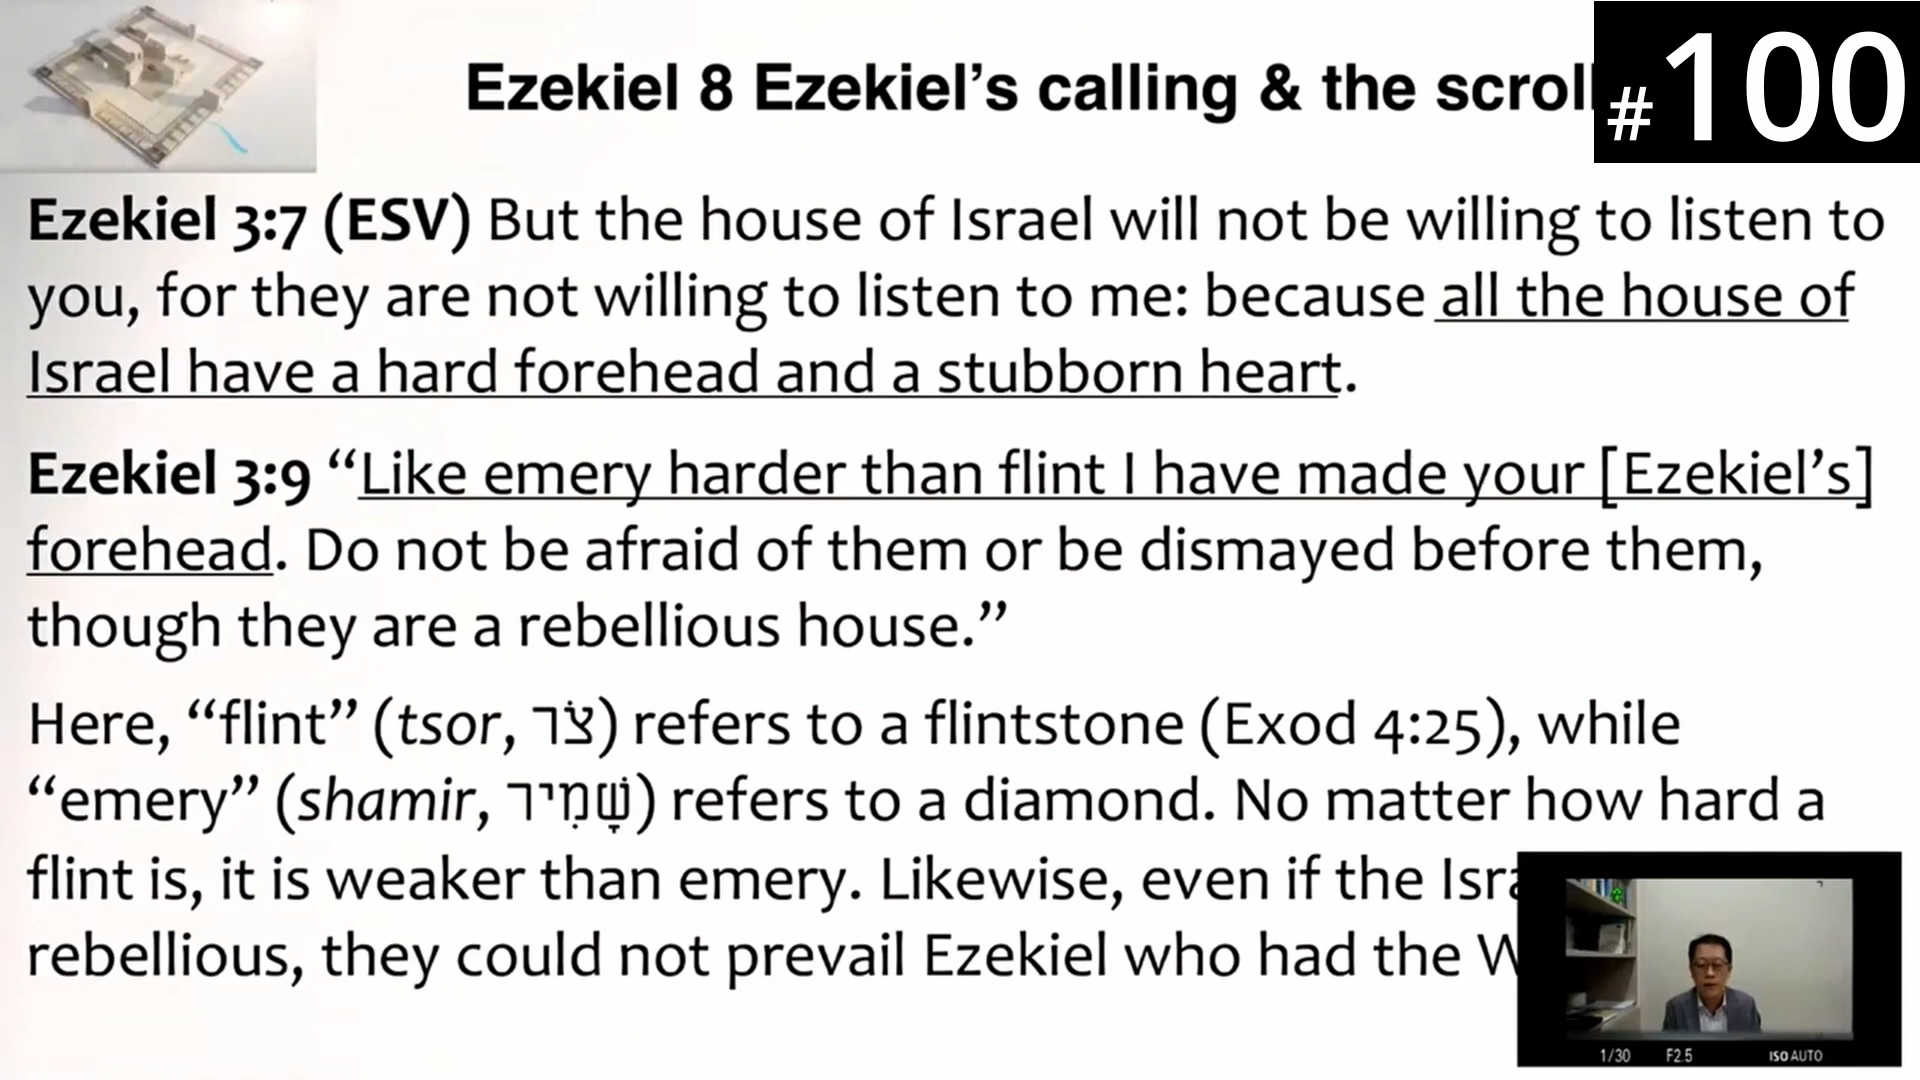 Ezekiel 8 Ezekiel’s calling & the scroll
#100
Ezekiel 3:7 (ESV) But the house of Israel will not be willing to listen to
you, for they are not willing to listen to me: because all the house of
Israel have a hard forehead and a stubborn heart.
Ezekiel 3:9 “Like emery harder than flint I have made your [Ezekiel’s]
forehead. Do not be afraid of them or be dismayed before them,
though they are a rebellious house.”
Here, “flint” (tsor, צֹר) refers to a flintstone (Exod 4:25), while
“emery” (shamir, שָׁמִיר) refers to a diamond. No matter how hard a
flint is, it is weaker than emery. Likewise, even if the
rebellious, they could not prevail Ezekiel who had the
1/30 F2.5 ISO AUTO